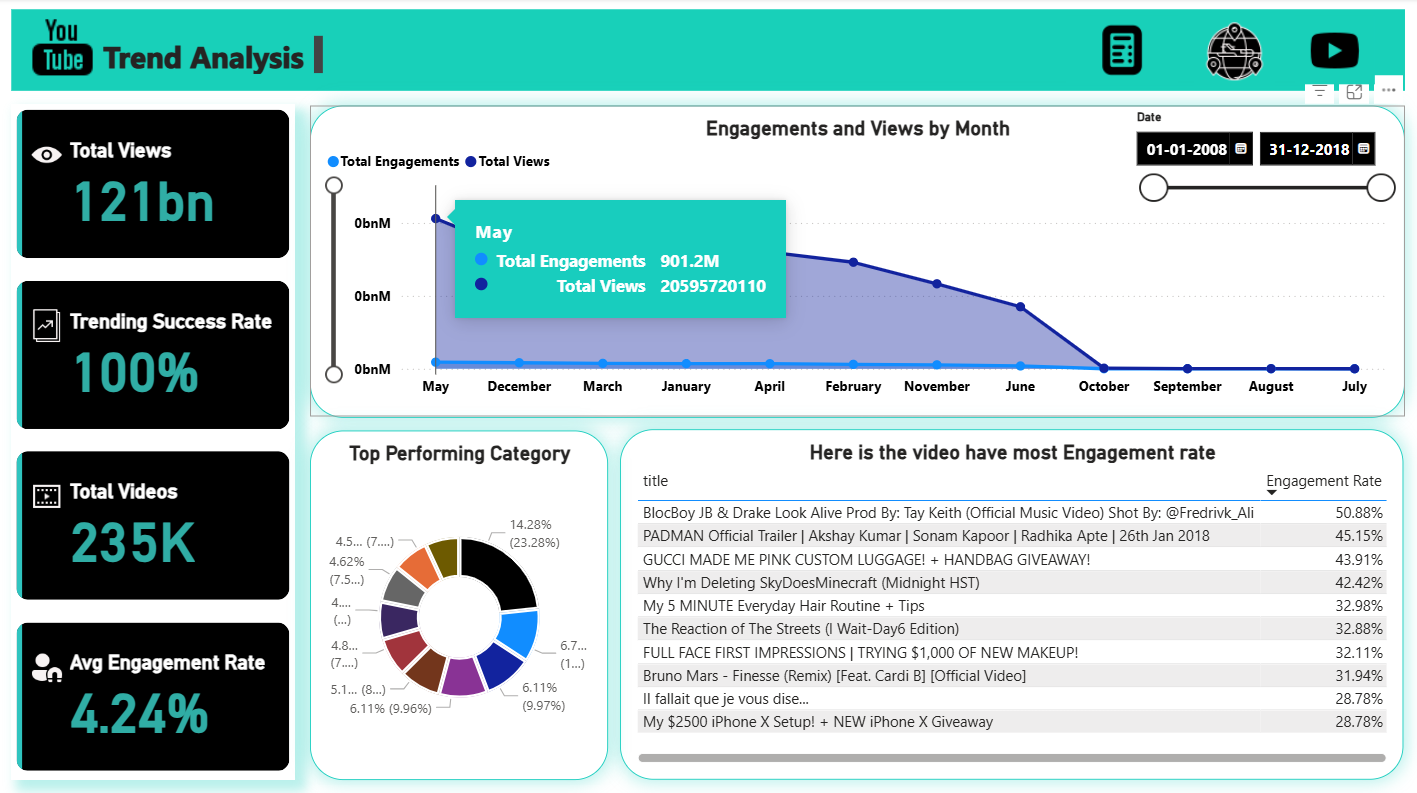 You
Tube Trend Analysis
Total Views
121bn
Trending Success Rate
100%
Total Videos
235K
Avg Engagement Rate
4.24%
Engagements and Views by Month
Date
01-01-2008 31-12-2018
Total Engagements Total Views
0bnM
0bnM
0bnM
May
Total Engagements 901.2M
Total Views 20595720110
May December March January April February November June October September August July
Top Performing Category
14.28%
(23.28%)
6.7...
(1...)
6.11%
(9.97%)
6.11% (9.96%)
5.1... (8...)
4.8...
(7....)
4....
(...)
4.62%
(7.5...)
4.5... (7....)
Here is the video have most Engagement rate
title Engagement Rate
BlocBoy JB & Drake Look Alive Prod By: Tay Keith (Official Music Video) Shot By: @Fredrivk_Ali 50.88%
PADMAN Official Trailer | Akshay Kumar | Sonam Kapoor | Radhika Apte | 26th Jan 2018 45.15%
GUCCI MADE ME PINK CUSTOM LUGGAGE! + HANDBAG GIVEAWAY! 43.91%
Why I'm Deleting SkyDoesMinecraft (Midnight HST) 42.42%
My 5 MINUTE Everyday Hair Routine + Tips 32.98%
The Reaction of The Streets (I Wait-Day6 Edition) 32.88%
FULL FACE FIRST IMPRESSIONS | TRYING $1,000 OF NEW MAKEUP! 32.11%
Bruno Mars - Finesse (Remix) [Feat. Cardi B] [Official Video] 31.94%
Il fallait que je vous dise... 28.78%
My $2500 iPhone X Setup! + NEW iPhone X Giveaway 28.78%